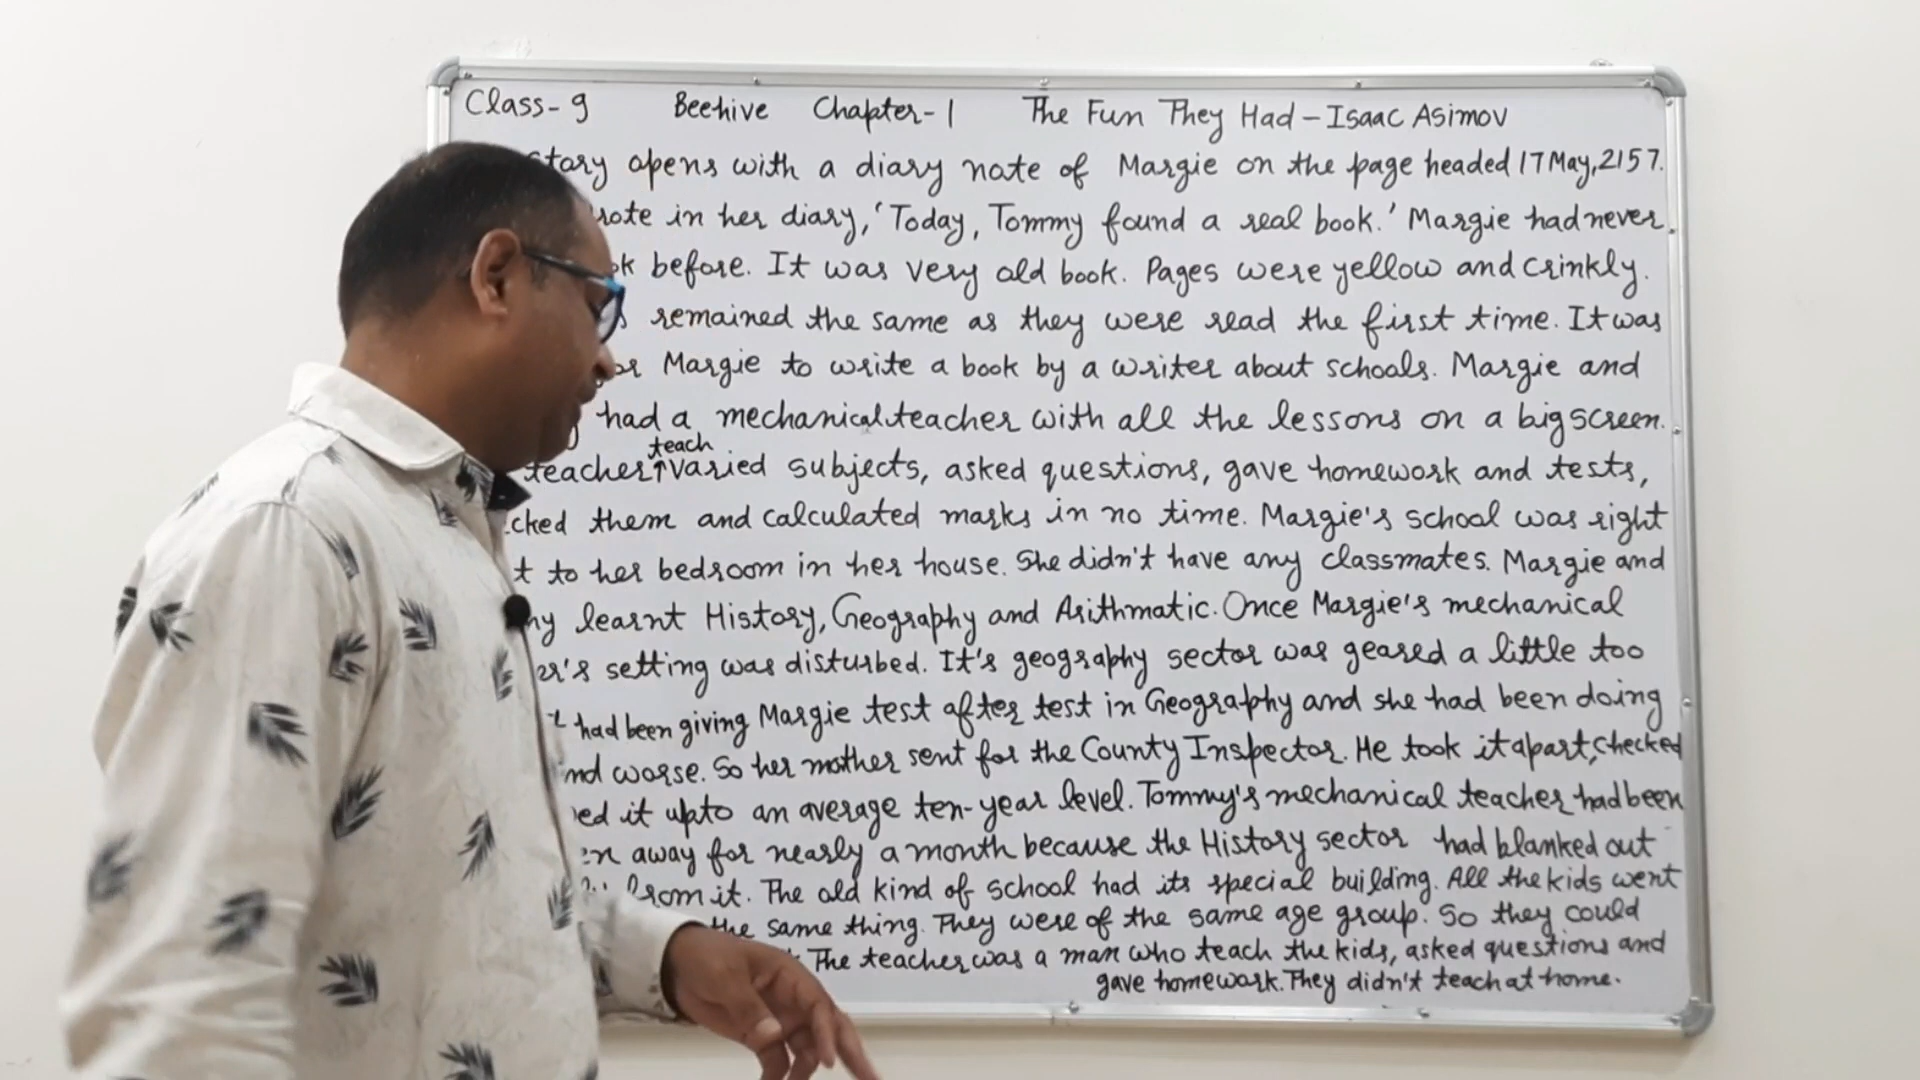 Class-9 Beehive Chapter-1 The Fun They Had - Isaac Asimov
story opens with a diary note of Margie on the page headed 17 May, 2157.
in her diary, 'Today, Tommy found a real book.' Margie had never
before. It was very old book. Pages were yellow and crinkly.
remained the same as they were read the first time. It was
Margie to write a book by a writer about schools. Margie and
had a mechanical teacher with all the lessons on a big screen.
teach
teacher↑varied subjects, asked questions, gave homework and tests,
them and calculated marks in no time. Margie's school was right
to her bedroom in her house. She didn't have any classmates. Margie and
learnt History, Geography and Arithmatic. Once Margie's mechanical
setting was disturbed. It's geography sector was geared a little too
had been giving Margie test after test in Geography and she had been doing
worse. So her mother sent for the County Inspector. He took it apart, checked
it upto an average ten-year level. Tommy's mechanical teacher had been
away for nearly a month because the History sector had blanked out
from it. The old kind of school had its special building. All the kids went
the same thing. They were of the same age group. So they could
The teacher was a man who teach the kids, asked questions and
gave homework. They didn't teach at home.